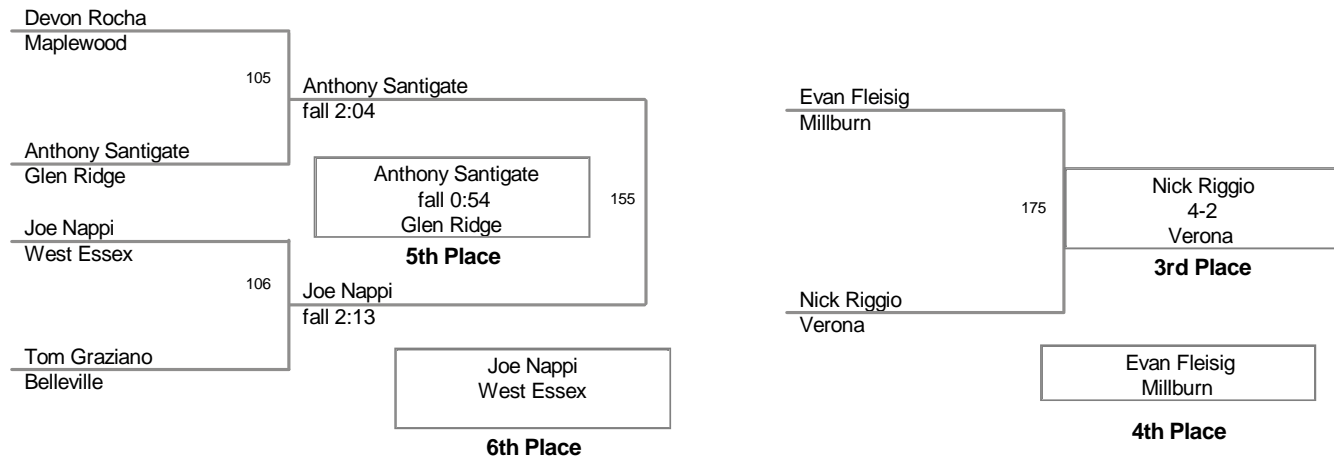 Devon Rocha
Maplewood
105
Anthony Santigate
fall 2:04
Anthony Santigate
Glen Ridge
Anthony Santigate
fall 0:54
Glen Ridge
5th Place
155
Joe Nappi
West Essex
106
Joe Nappi
fall 2:13
Tom Graziano
Belleville
Joe Nappi
West Essex
6th Place
Evan Fleisig
Millburn
175
Nick Riggio
4-2
Verona
3rd Place
Nick Riggio
Verona
Evan Fleisig
Millburn
4th Place